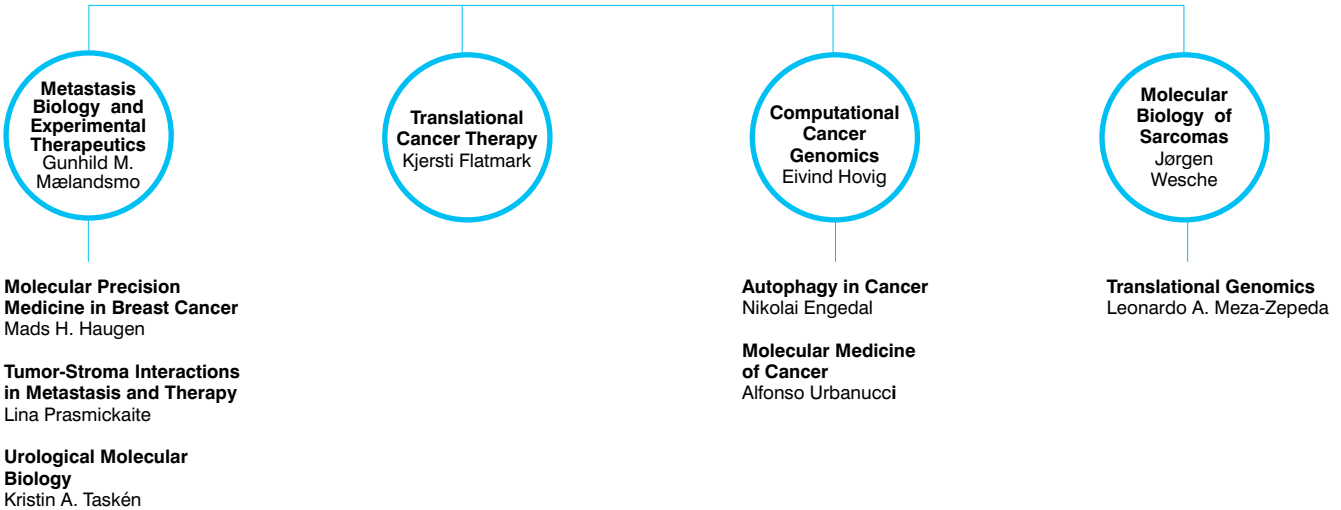 Metastasis
Biology and
Experimental
Therapeutics
Gunhild M.
Mælandsmo
Translational
Cancer Therapy
Kjersti Flatmark
Computational
Cancer
Genomics
Eivind Hovig
Molecular
Biology of
Sarcomas
Jørgen
Wesche
Molecular Precision
Medicine in Breast Cancer
Mads H. Haugen
Tumor-Stroma Interactions
in Metastasis and Therapy
Lina Prasmickaite
Urological Molecular
Biology
Kristin A. Taskén
Autophagy in Cancer
Nikolai Engedal
Molecular Medicine
of Cancer
Alfonso Urbanucci
Translational Genomics
Leonardo A. Meza-Zepeda